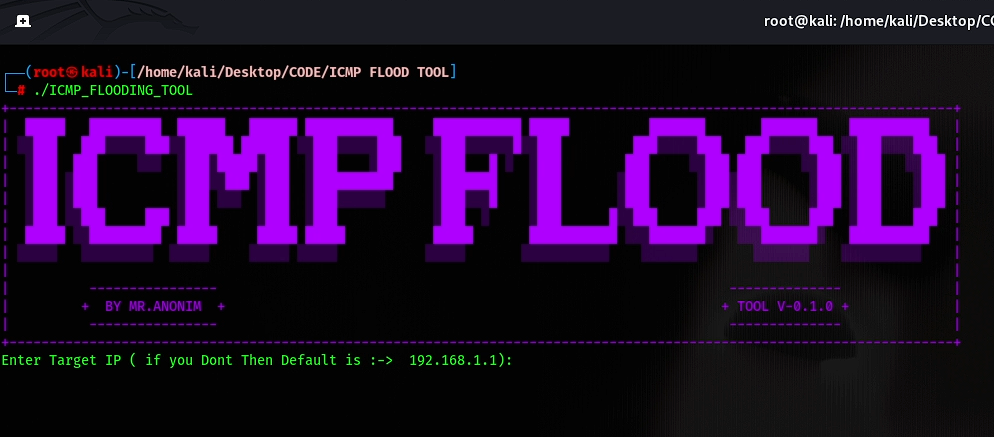 root@kali: /home/kali/Desktop/CO
(root㉿kali)-[/home/kali/Desktop/CODE/ICMP FLOOD TOOL]
# ./ICMP_FLOODING_TOOL
ICMP FLOOD
+ BY MR.ANONIM + + TOOL V-0.1.0 +
Enter Target IP ( if you Dont Then Default is :-> 192.168.1.1):